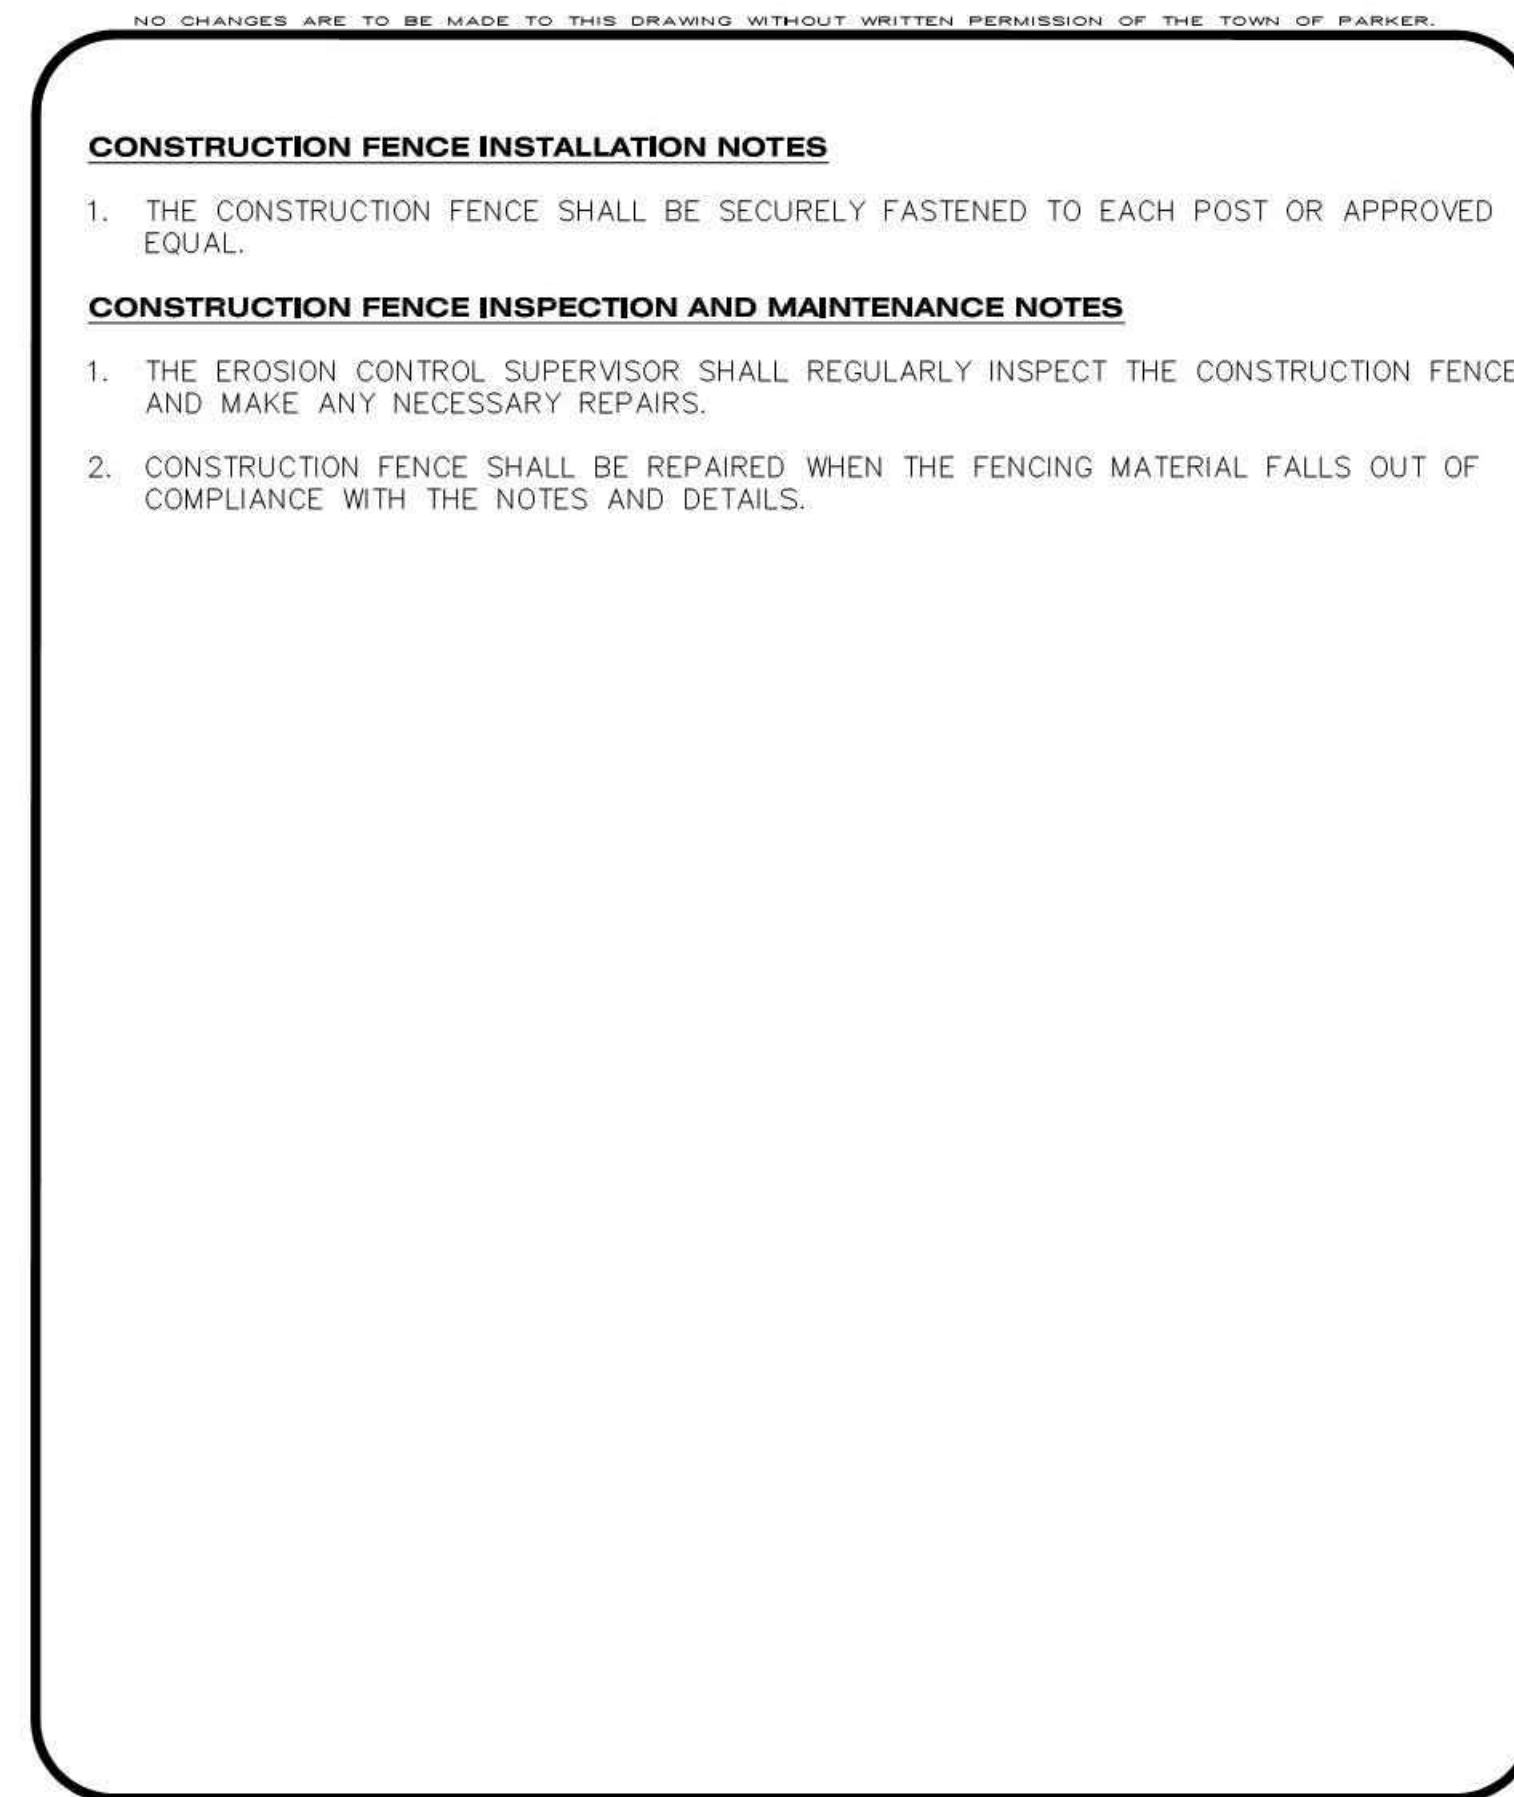 NO CHANGES ARE TO BE MADE TO THIS DRAWING WITHOUT WRITTEN PERMISSION OF THE TOWN OF PARKER.
CONSTRUCTION FENCE INSTALLATION NOTES
1. THE CONSTRUCTION FENCE SHALL BE SECURELY FASTENED TO EACH POST OR APPROVED
EQUAL.
CONSTRUCTION FENCE INSPECTION AND MAINTENANCE NOTES
1. THE EROSION CONTROL SUPERVISOR SHALL REGULARLY INSPECT THE CONSTRUCTION FENCE
AND MAKE ANY NECESSARY REPAIRS.
2. CONSTRUCTION FENCE SHALL BE REPAIRED WHEN THE FENCING MATERIAL FALLS OUT OF
COMPLIANCE WITH THE NOTES AND DETAILS.